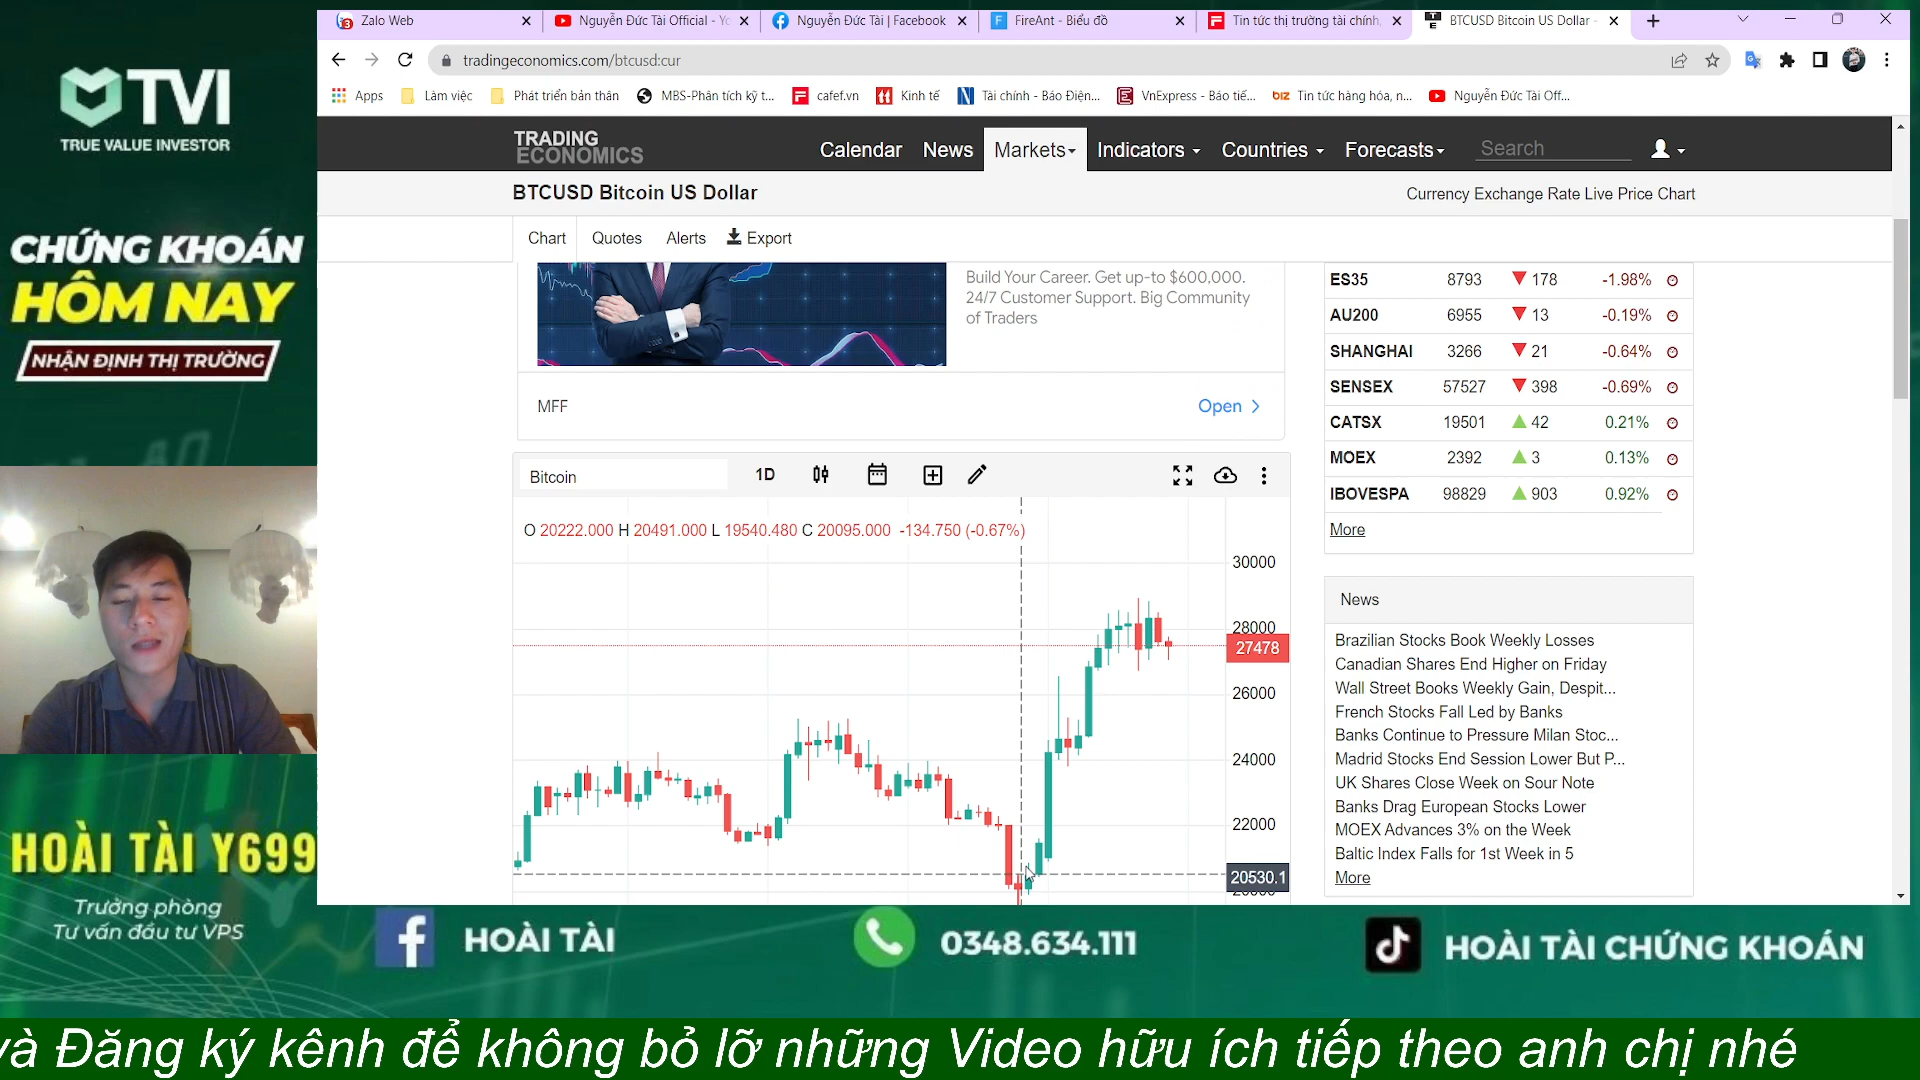 Zalo Web
Nguyễn Đức Tài Official - Yo
Nguyễn Đức Tài | Facebook
FireAnt - Biểu đồ
Tin tức thị trường tài chính,
BTCUSD Bitcoin US Dollar -
tradingeconomics.com/btcusd:cur
Apps
Làm việc
Phát triển bản thân
MBS-Phân tích kỹ t...
cafef.vn
Kinh tế
Tài chính - Báo Điện...
VnExpress - Báo tiế...
Tin tức hàng hóa, n...
Nguyễn Đức Tài Off...
TVI
TRUE VALUE INVESTOR
CHỨNG KHOÁN
HÔM NAY
NHẬN ĐỊNH THỊ TRƯỜNG
TRADING
ECONOMICS
Calendar News Markets Indicators Countries Forecasts Search
BTCUSD Bitcoin US Dollar
Currency Exchange Rate Live Price Chart
Chart Quotes Alerts Export
Build Your Career. Get up-to $600,000.
24/7 Customer Support. Big Community
of Traders
MFF
Open
Bitcoin
1D
O 20222.000 H 20491.000 L 19540.480 C 20095.000 -134.750 (-0.67%)
30000
28000
27478
26000
24000
22000
20530.1
ES35 8793 178 -1.98%
AU200 6955 13 -0.19%
SHANGHAI 3266 21 -0.64%
SENSEX 57527 398 -0.69%
CATSX 19501 42 0.21%
MOEX 2392 3 0.13%
IBOVESPA 98829 903 0.92%
More
News
Brazilian Stocks Book Weekly Losses
Canadian Shares End Higher on Friday
Wall Street Books Weekly Gain, Despit...
French Stocks Fall Led by Banks
Banks Continue to Pressure Milan Stoc...
Madrid Stocks End Session Lower But P...
UK Shares Close Week on Sour Note
Banks Drag European Stocks Lower
MOEX Advances 3% on the Week
Baltic Index Falls for 1st Week in 5
More
HOÀI TÀI Y699
Trưởng phòng
Tư vấn đầu tư VPS
HOÀI TÀI
0348.634.111
HOÀI TÀI CHỨNG KHOÁN
và Đăng ký kênh để không bỏ lỡ những Video hữu ích tiếp theo anh chị nhé